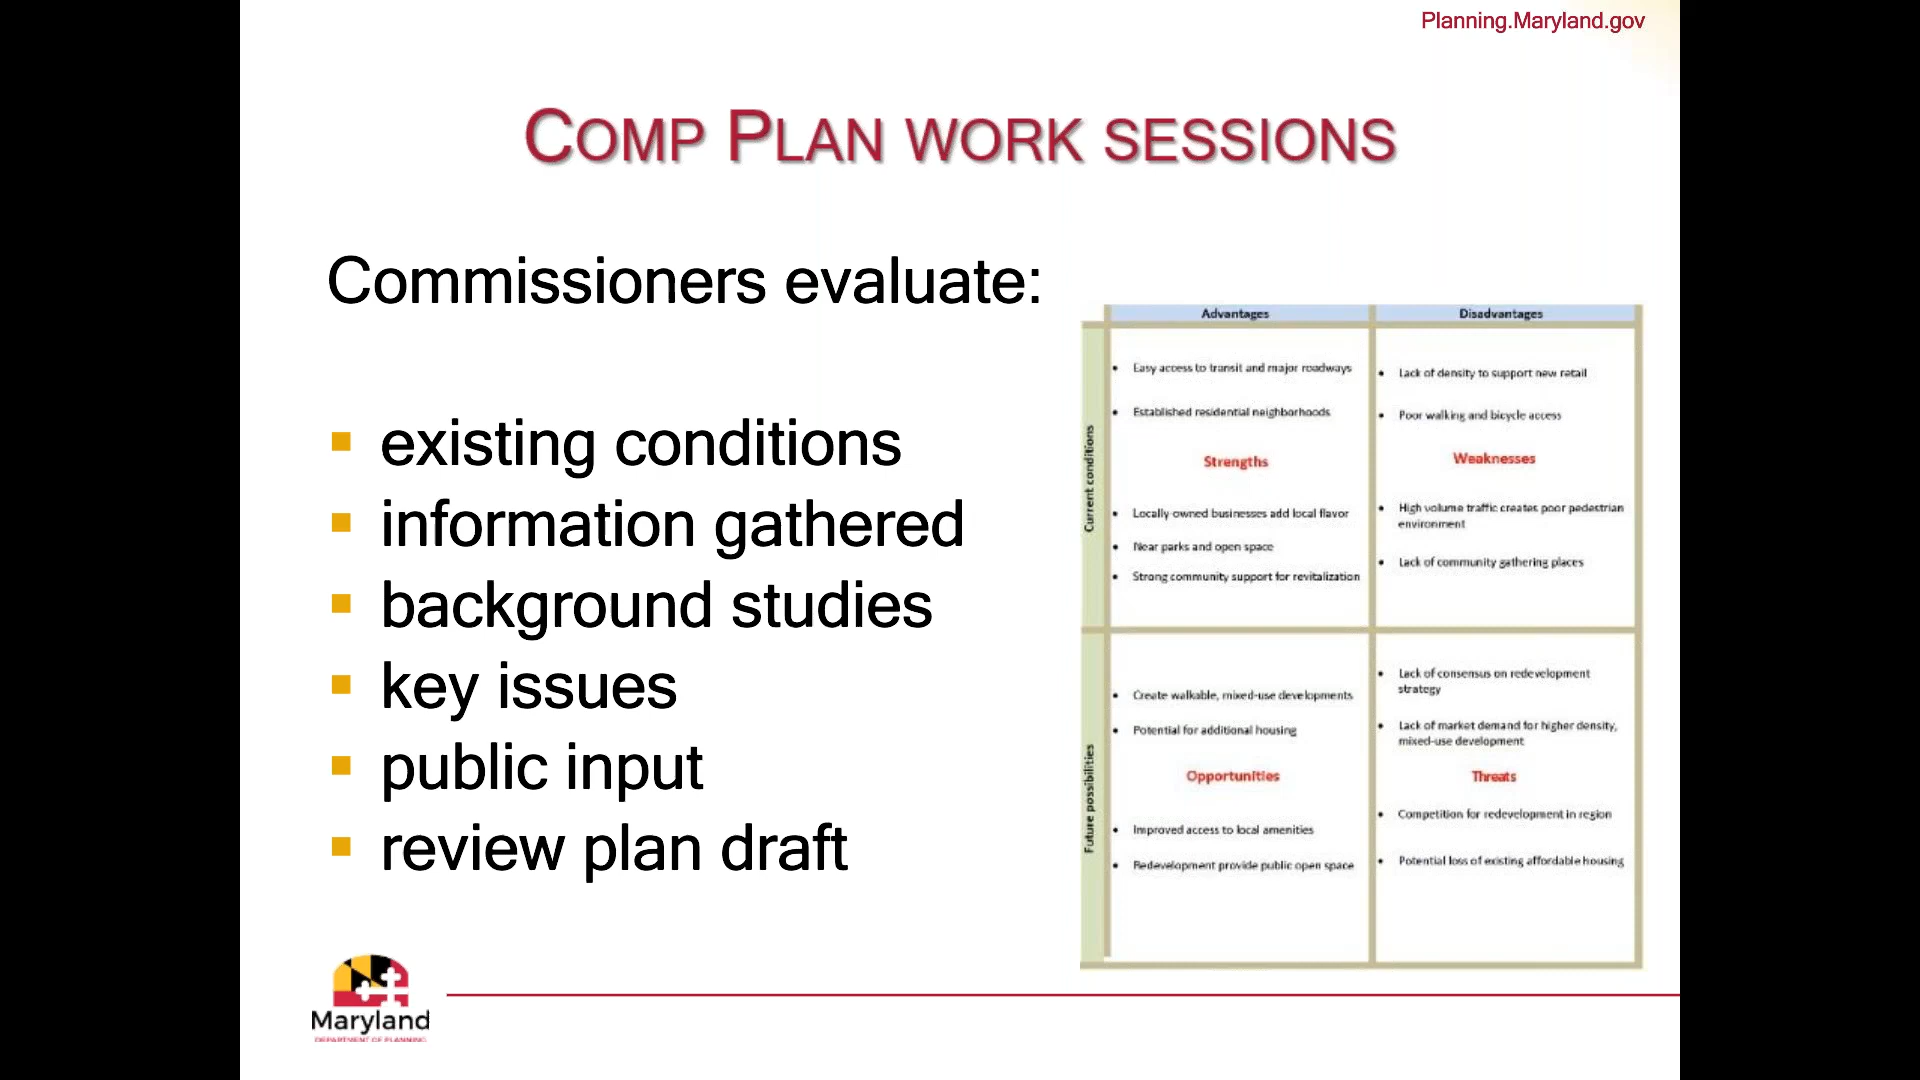 Planning.Maryland.gov
COMP PLAN WORK SESSIONS
Commissioners evaluate:
▪ existing conditions
▪ information gathered
▪ background studies
▪ key issues
▪ public input
▪ review plan draft
Advantages
Disadvantages
Current conditions
• Easy access to transit and major roadways
• Established residential neighborhoods
Strengths
• Locally owned businesses add local flavor
• Near parks and open space
• Strong community support for revitalization
• Lack of density to support new retail
• Poor walking and bicycle access
Weaknesses
• High volume traffic creates poor pedestrian
environment
• Lack of community gathering places
Future possibilities
• Create walkable, mixed-use developments
• Potential for additional housing
Opportunities
• Improved access to local amenities
• Redevelopment provide public open space
• Lack of consensus on redevelopment
strategy
• Lack of market demand for higher density,
mixed-use development
Threats
• Competition for redevelopment in region
• Potential loss of existing affordable housing
Maryland
DEPARTMENT OF PLANNING